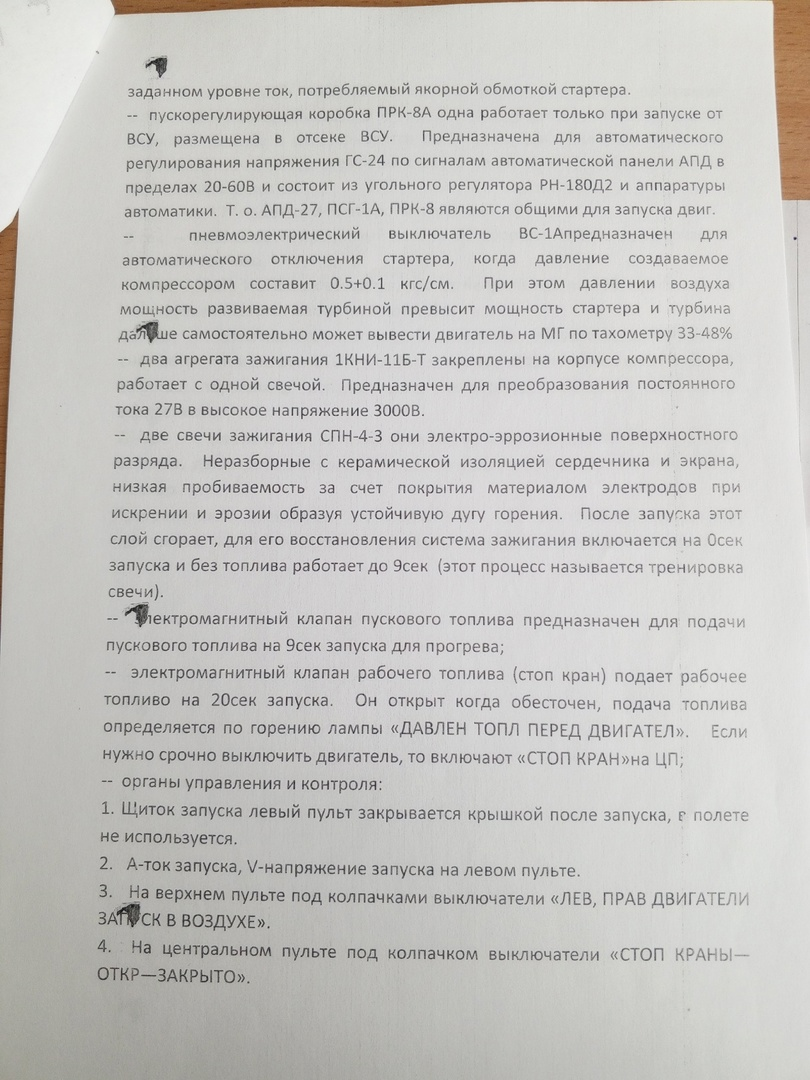 заданном уровне ток, потребляемый якорной обмоткой стартера.
-- пускорегулирующая коробка ПРК-8А одна работает только при запуске от
ВСУ, размещена в отсеке ВСУ. Предназначена для автоматического
регулирования напряжения ГС-24 по сигналам автоматической панели АПД в
пределах 20-60В и состоит из угольного регулятора РН-180Д2 и аппаратуры
автоматики. Т. о. АПД-27, ПСГ-1А, ПРК-8 являются общими для запуска двиг.
-- пневмоэлектрический выключатель ВС-1Апредназначен для
автоматического отключения стартера, когда давление создаваемое
компрессором составит 0.5+0.1 кгс/см. При этом давлении воздуха
мощность развиваемая турбиной превысит мощность стартера и турбина
дальше самостоятельно может вывести двигатель на МГ по тахометру 33-48%
-- два агрегата зажигания 1КНИ-11Б-Т закреплены на корпусе компрессора,
работает с одной свечой. Предназначен для преобразования постоянного
тока 27В в высокое напряжение 3000В.
-- две свечи зажигания СПН-4-3 они электро-эррозионные поверхностного
разряда. Неразборные с керамической изоляцией сердечника и экрана,
низкая пробиваемость за счет покрытия материалом электродов при
искрении и эрозии образуя устойчивую дугу горения. После запуска этот
слой сгорает, для его восстановления система зажигания включается на 0сек
запуска и без топлива работает до 9сек (этот процесс называется тренировка
свечи).
-- электромагнитный клапан пускового топлива предназначен для подачи
пускового топлива на 9сек запуска для прогрева;
-- электромагнитный клапан рабочего топлива (стоп кран) подает рабочее
топливо на 20сек запуска. Он открыт когда обесточен, подача топлива
определяется по горению лампы «ДАВЛЕН ТОПЛ ПЕРЕД ДВИГАТЕЛ». Если
нужно срочно выключить двигатель, то включают «СТОП КРАН»на ЦП;
-- органы управления и контроля:
1. Щиток запуска левый пульт закрывается крышкой после запуска, в полете
не используется.
2. А-ток запуска, V-напряжение запуска на левом пульте.
3. На верхнем пульте под колпачками выключатели «ЛЕВ, ПРАВ ДВИГАТЕЛИ
ЗАПУСК В ВОЗДУХЕ».
4. На центральном пульте под колпачком выключатели «СТОП КРАНЫ—
ОТКР—ЗАКРЫТО».